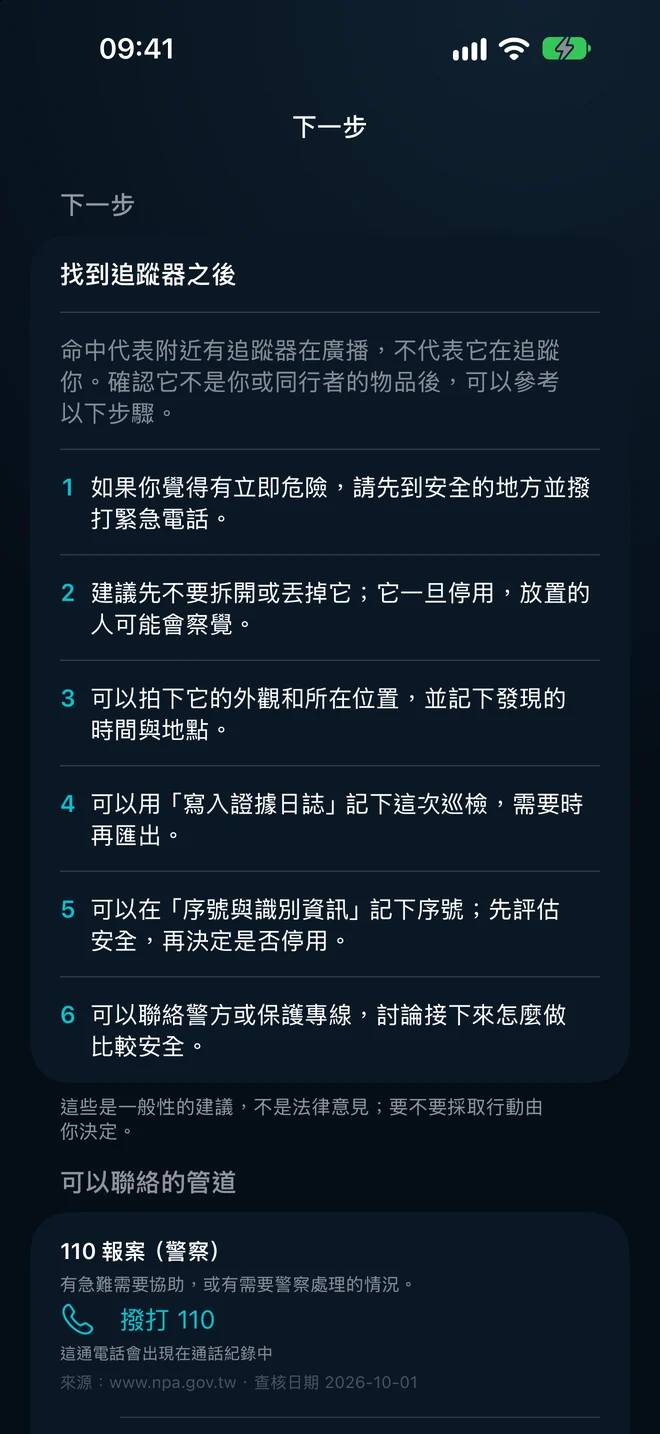 09:41
下一步
下一步
找到追蹤器之後
命中代表附近有追蹤器在廣播，不代表它在追蹤
你。確認它不是你或同行者的物品後，可以參考
以下步驟。
1 如果你覺得有立即危險，請先到安全的地方並撥
打緊急電話。
2 建議先不要拆開或丟掉它；它一旦停用，放置的
人可能會察覺。
3 可以拍下它的外觀和所在位置，並記下發現的
時間與地點。
4 可以用「寫入證據日誌」記下這次巡檢，需要時
再匯出。
5 可以在「序號與識別資訊」記下序號；先評估
安全，再決定是否停用。
6 可以聯絡警方或保護專線，討論接下來怎麼做
比較安全。
這些是一般性的建議，不是法律意見；要不要採取行動由
你決定。
可以聯絡的管道
110 報案（警察）
有急難需要協助，或有需要警察處理的情況。
撥打 110
這通電話會出現在通話紀錄中
來源：www.npa.gov.tw · 查核日期 2026-10-01